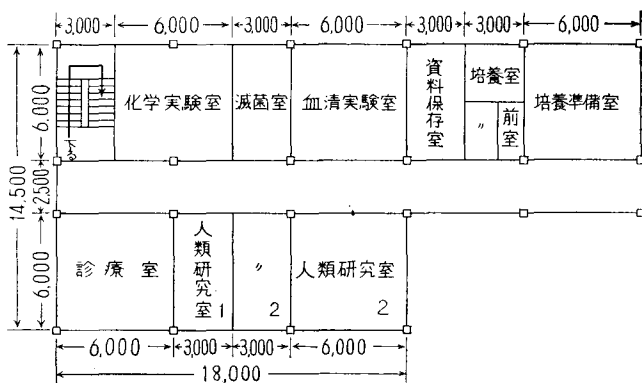 3,000 6,000 3,000 6,000 3,000 3,000 6,000
化学実験室
滅菌室
血清実験室
資料保存室
培養室
〃
前室
培養準備室
下る
6,000
2,500
6,000
14,500
診療室
人類研究室1
〃2
人類研究室2
6,000 3,000 3,000 6,000
18,000